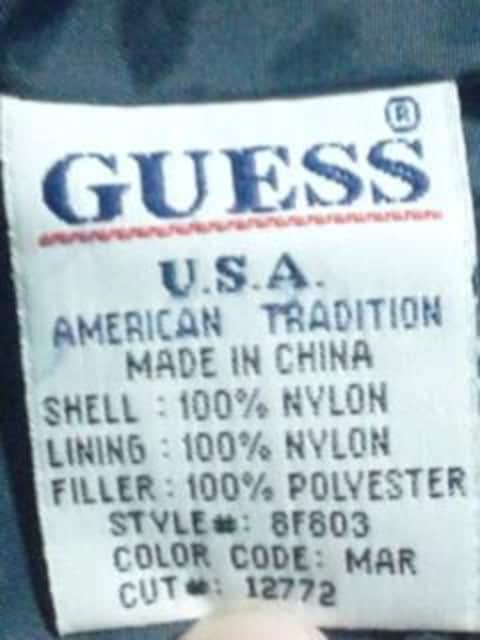 GUESS®
U.S.A.
AMERICAN TRADITION
MADE IN CHINA
SHELL : 100% NYLON
LINING : 100% NYLON
FILLER : 100% POLYESTER
STYLE#: 8F803
COLOR CODE: MAR
CUT#: 12772